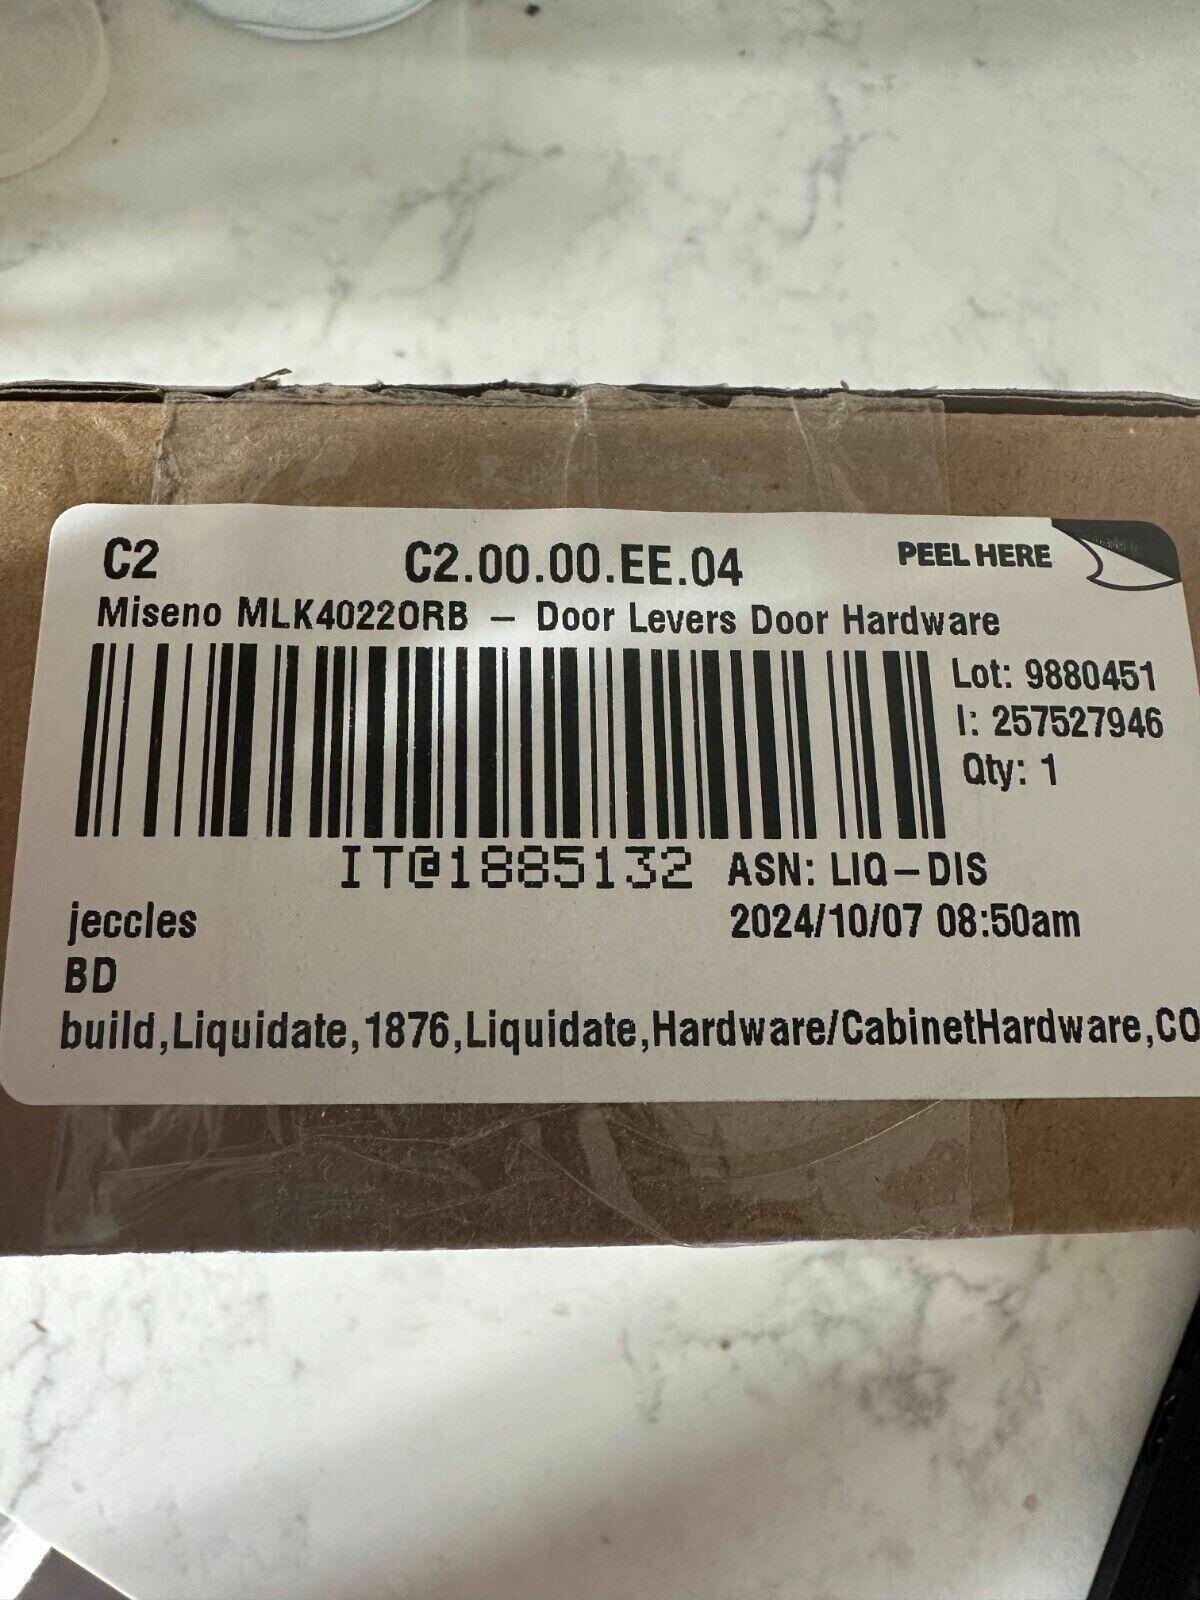 C2 C2.00.00.EE.04 PEEL HERE
Miseno MLK4022ORB – Door Levers Door Hardware
Lot: 9880451
I: 257527946
Qty: 1
IT@1885132 ASN: LIQ-DIS
jeccles 2024/10/07 08:50am
BD
build,Liquidate,1876,Liquidate,Hardware/CabinetHardware,CO